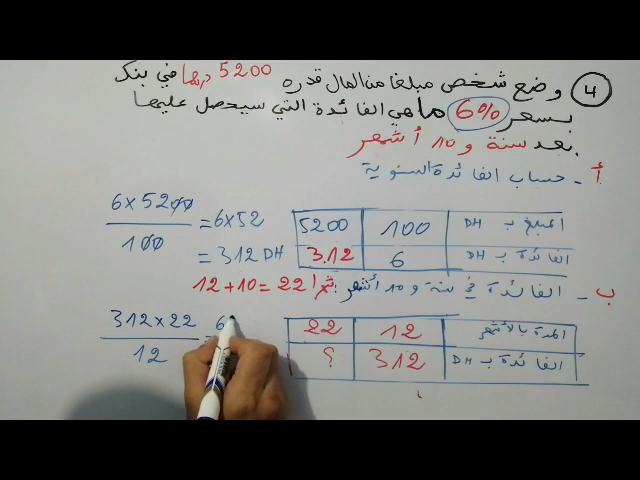 4 وضع شخص مبلغا من المال قدره 5200 درهما في بنك
بسعر 6% ما هي الفائدة التي سيحصل عليها
بعد سنة و 10 أشهر
أ - حساب الفائدة السنوية
المبلغ ب DH 100 5200
الفائدة ب DH 6 312
6×5200 / 100 = 6×52
= 312 DH
ب - الفائدة في سنة و 10 أشهر: 12+10=22 شهرا
المدة بالأشهر 12 22
الفائدة ب DH 312 ?
312×22 / 12 = 6